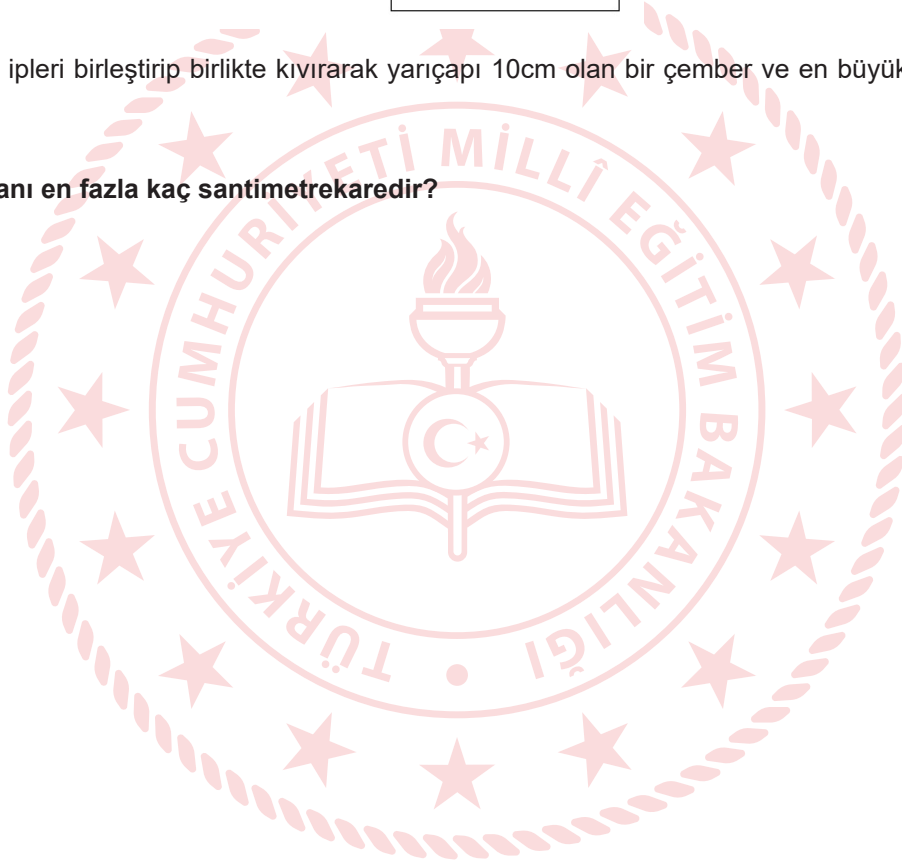 ipleri birleştirip birlikte kıvırarak yarıçapı 10cm olan bir çember ve en büyük
anı en fazla kaç santimetrekaredir?
TÜRKİYE CUMHURİYETİ MİLLÎ EĞİTİM BAKANLIĞI